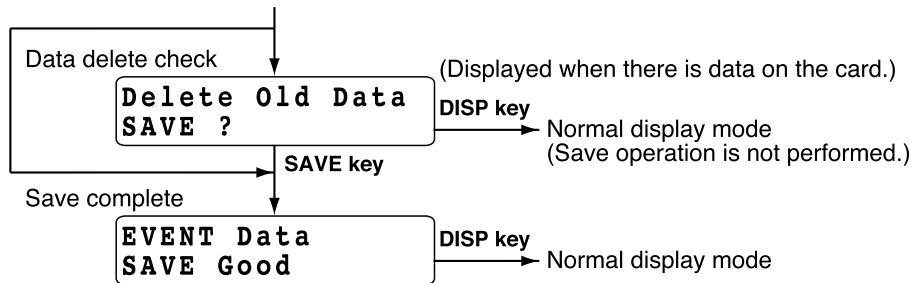 Data delete check
(Displayed when there is data on the card.)
Delete Old Data
SAVE ?
DISP key
Normal display mode
(Save operation is not performed.)
SAVE key
Save complete
EVENT Data
SAVE Good
DISP key
Normal display mode